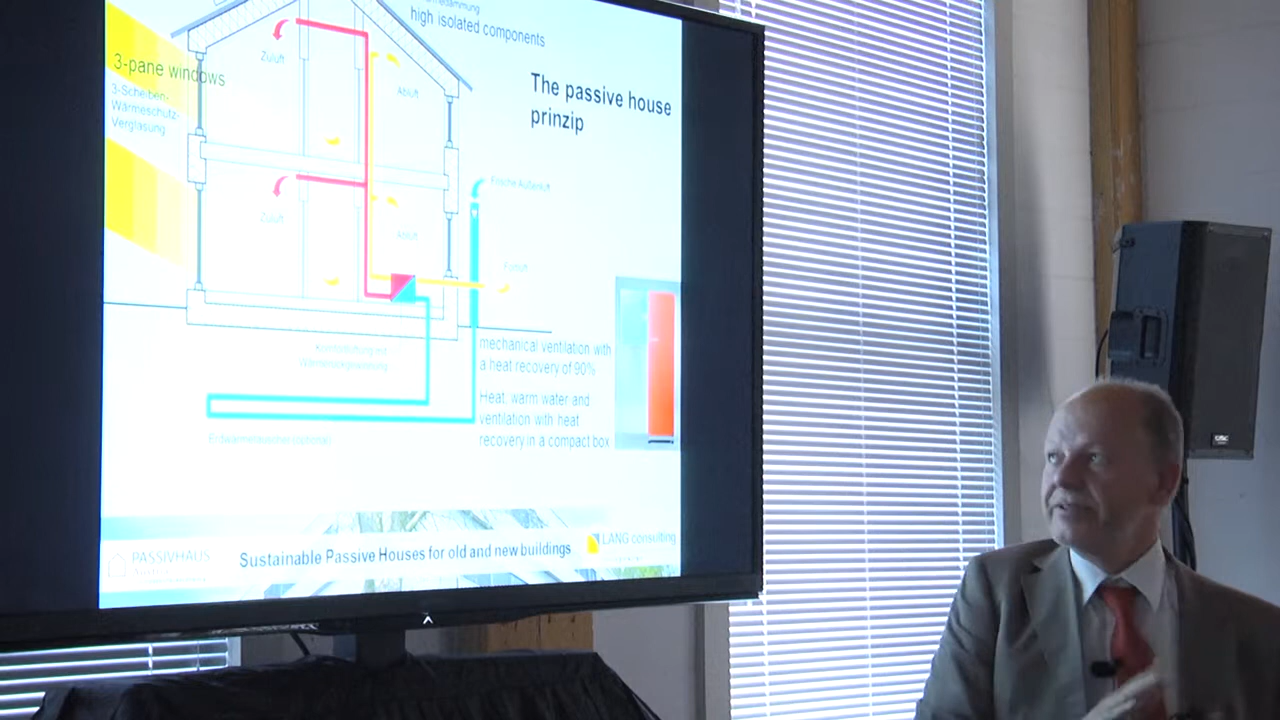 high isolated components
3-pane windows
3-Scheiben-
Wärmeschutz-
Verglasung
The passive house
prinzip
Zuluft
Abluft
Zuluft
Abluft
Frische Außenluft
Fortluft
mechanical ventilation with
a heat recovery of 90%
Heat, warm water and
ventilation with heat
recovery in a compact box
Erdwärmetauscher (optional)
PASSIVHAUS
Sustainable Passive Houses for old and new buildings
LANG consulting